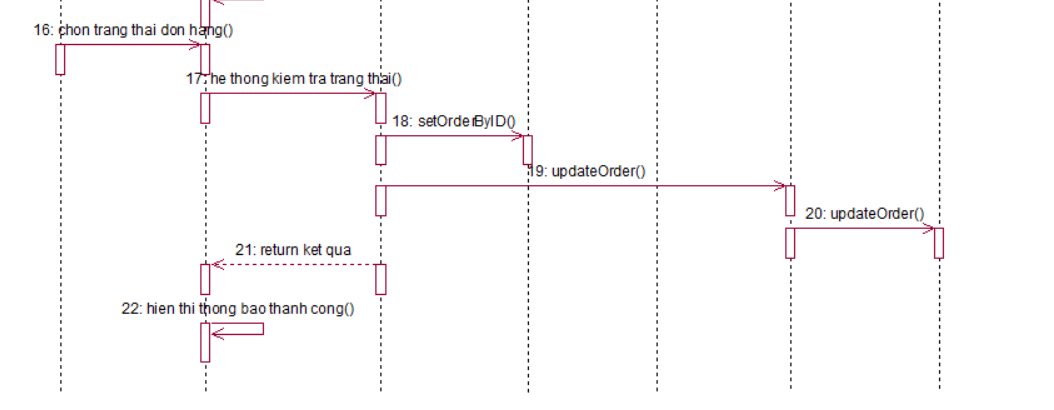 16: chon trang thai don hang()
17: he thong kiem tra trang thai()
18: setOrderByID()
19: updateOrder()
20: updateOrder()
21: return ket qua
22: hien thi thong bao thanh cong()